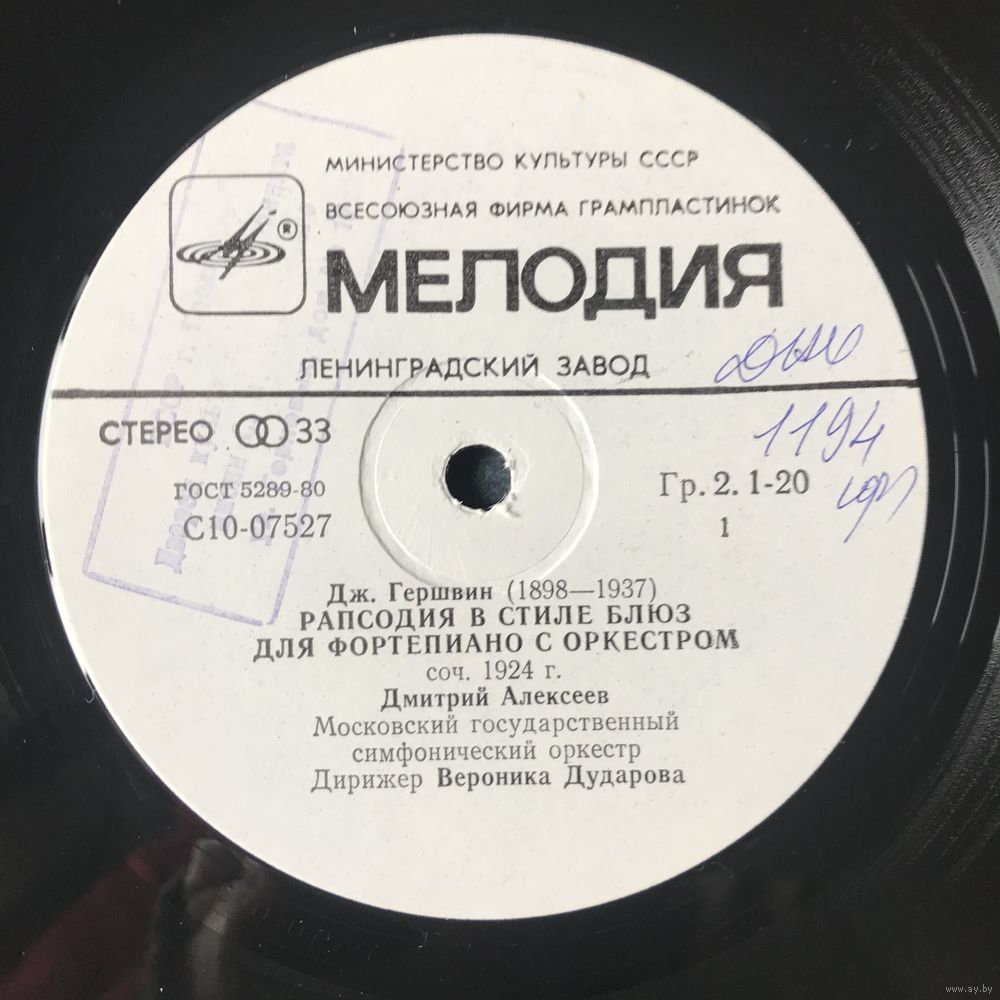 МИНИСТЕРСТВО КУЛЬТУРЫ СССР
ВСЕСОЮЗНАЯ ФИРМА ГРАМПЛАСТИНОК
®
МЕЛОДИЯ
ЛЕНИНГРАДСКИЙ ЗАВОД
СТЕРЕО 33
1194
ГОСТ 5289-80
Гр. 2. 1-20
С10-07527
1
Дж. Гершвин (1898—1937)
РАПСОДИЯ В СТИЛЕ БЛЮЗ
ДЛЯ ФОРТЕПИАНО С ОРКЕСТРОМ
соч. 1924 г.
Дмитрий Алексеев
Московский государственный
симфонический оркестр
Дирижер Вероника Дударова
www.ay.by